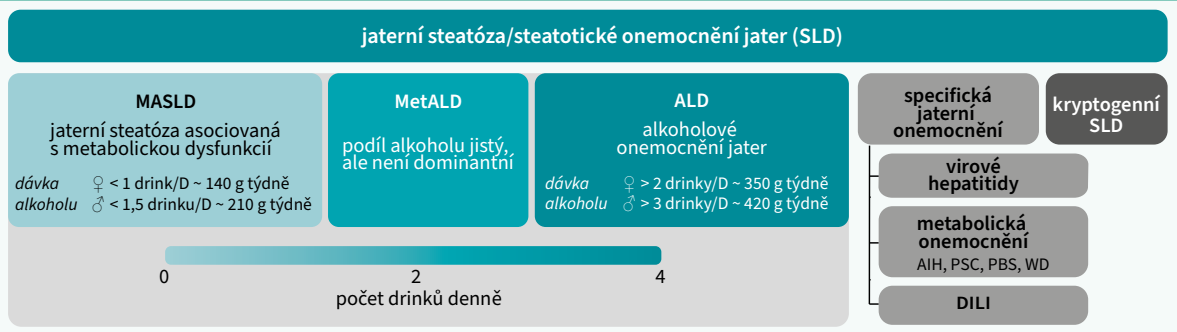 jaterní steatóza/steatotické onemocnění jater (SLD)
MASLD
jaterní steatóza asociovaná
s metabolickou dysfunkcií
dávka ♀ < 1 drink/D ~ 140 g týdně
alkoholu ♂ < 1,5 drinku/D ~ 210 g týdně
MetALD
podíl alkoholu jistý,
ale není dominantní
ALD
alkoholové
onemocnění jater
dávka ♀ > 2 drinky/D ~ 350 g týdně
alkoholu ♂ > 3 drinky/D ~ 420 g týdně
0 2 4
počet drinků denně
specifická
jaterní
onemocnění
virové
hepatitidy
metabolická
onemocnění
AIH, PSC, PBS, WD
DILI
kryptogenní
SLD